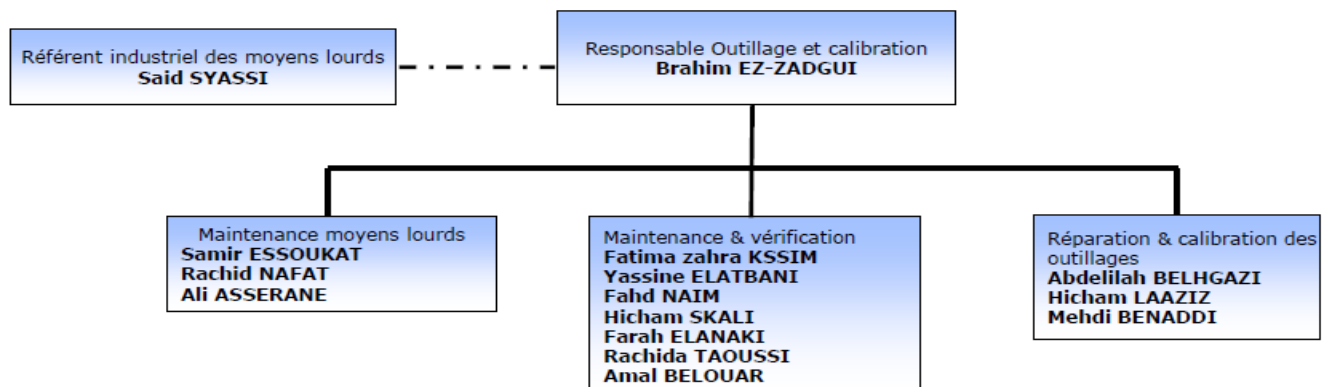 Référent industriel des moyens lourds
Said SYASSI
Responsable Outillage et calibration
Brahim EZ-ZADGUI
Maintenance moyens lourds
Samir ESSOUKAT
Rachid NAFAT
Ali ASSERANE
Maintenance & vérification
Fatima zahra KSSIM
Yassine ELATBANI
Fahd NAIM
Hicham SKALI
Farah ELANAKI
Rachida TAOUSSI
Amal BELOUAR
Réparation & calibration des
outillages
Abdelilah BELHGAZI
Hicham LAAZIZ
Mehdi BENADDI